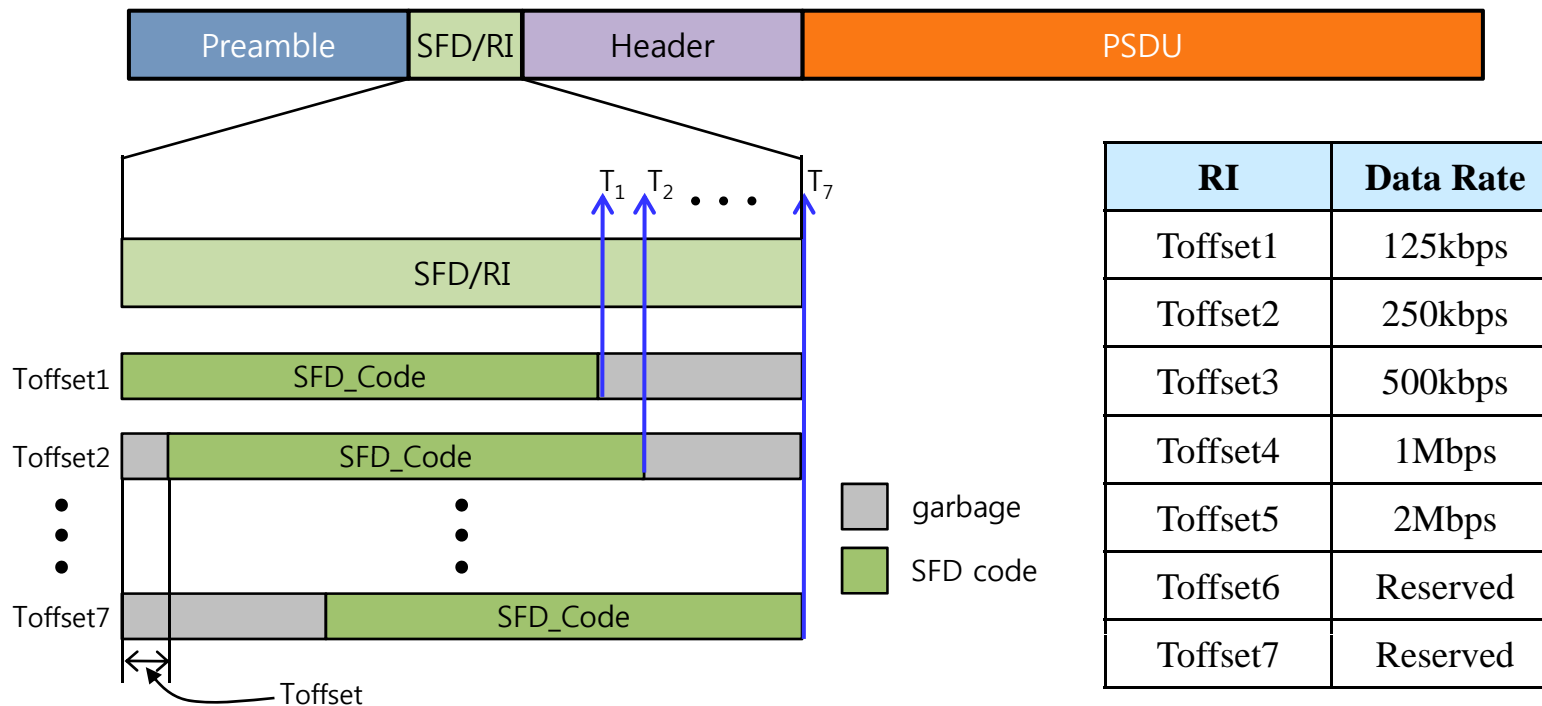 Preamble SFD/RI Header PSDU
T1 T2 • • • T7
SFD/RI
Toffset1 SFD_Code
Toffset2 SFD_Code
Toffset7 SFD_Code
Toffset
garbage
SFD code
RI Data Rate
Toffset1 125kbps
Toffset2 250kbps
Toffset3 500kbps
Toffset4 1Mbps
Toffset5 2Mbps
Toffset6 Reserved
Toffset7 Reserved